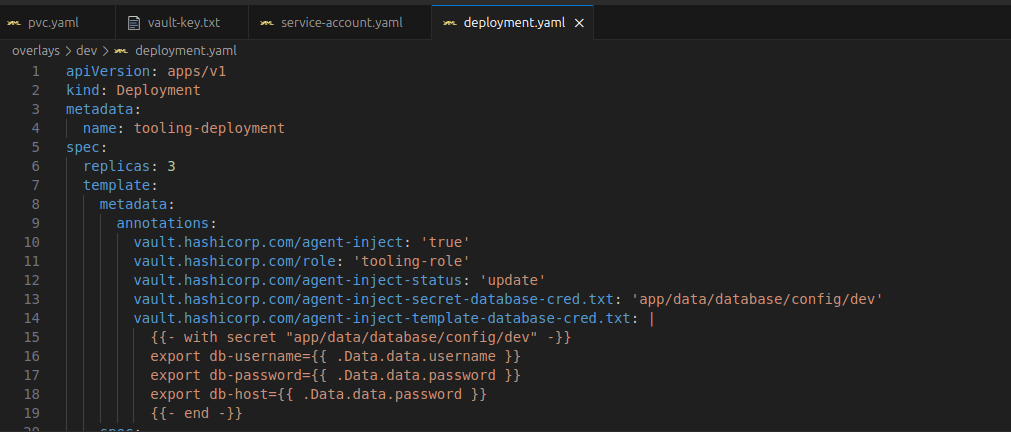 pvc.yaml vault-key.txt service-account.yaml deployment.yaml ×
overlays > dev > deployment.yaml
1 apiVersion: apps/v1
2 kind: Deployment
3 metadata:
4   name: tooling-deployment
5 spec:
6   replicas: 3
7   template:
8     metadata:
9       annotations:
10         vault.hashicorp.com/agent-inject: 'true'
11         vault.hashicorp.com/role: 'tooling-role'
12         vault.hashicorp.com/agent-inject-status: 'update'
13         vault.hashicorp.com/agent-inject-secret-database-cred.txt: 'app/data/database/config/dev'
14         vault.hashicorp.com/agent-inject-template-database-cred.txt: |
15           {{- with secret "app/data/database/config/dev" -}}
16           export db-username={{ .Data.data.username }}
17           export db-password={{ .Data.data.password }}
18           export db-host={{ .Data.data.password }}
19           {{- end -}}
20     spec: